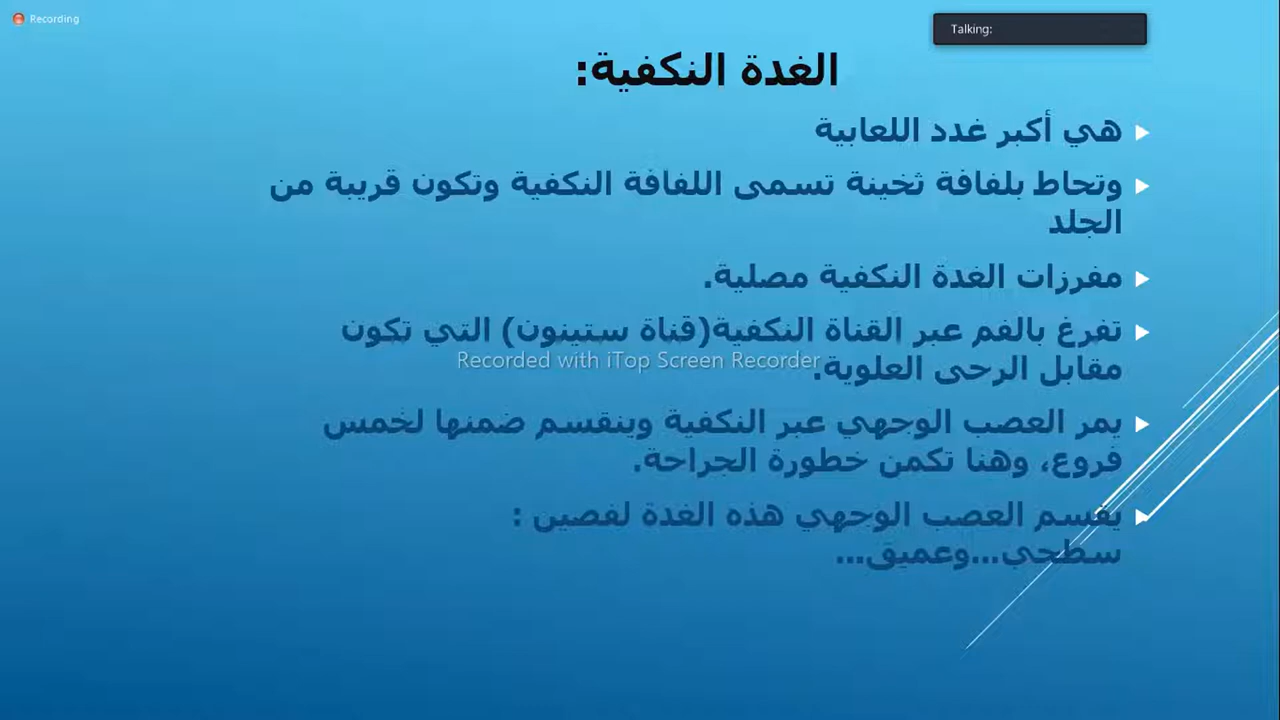 Recording
Talking:
الغدة النكفية:
هي أكبر غدد اللعابية
وتحاط بلفافة ثخينة تسمى اللفافة النكفية وتكون قريبة من
الجلد
مفرزات الغدة النكفية مصلية.
تفرغ بالفم عبر القناة النكفية(قناة ستينون) التي تكون
مقابل الرحى العلوية.
Recorded with iTop Screen Recorder
يمر العصب الوجهي عبر النكفية وينقسم ضمنها لخمس
فروع، وهنا تكمن خطورة الجراحة.
يقسم العصب الوجهي هذه الغدة لفصين :
سطحي...وعميق...